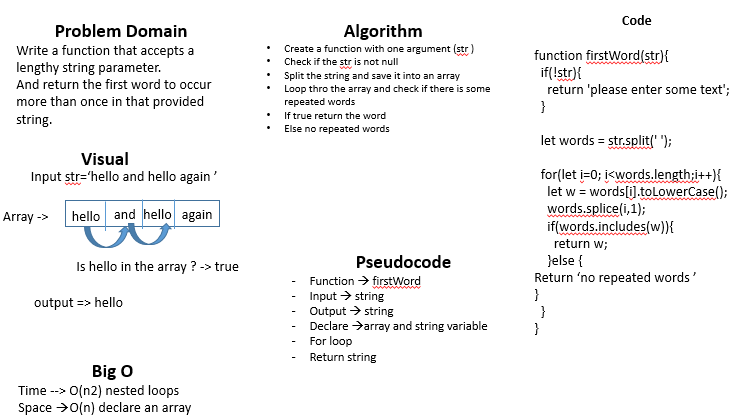 Problem Domain
Write a function that accepts a
lengthy string parameter.
And return the first word to occur
more than once in that provided
string.
Visual
Input str=‘hello and hello again ’
Array -> hello and hello again
Is hello in the array ? -> true
output => hello
Big O
Time --> O(n2) nested loops
Space →O(n) declare an array
Algorithm
• Create a function with one argument (str )
• Check if the str is not null
• Split the string and save it into an array
• Loop thro the array and check if there is some
repeated words
• If true return the word
• Else no repeated words
Pseudocode
- Function → firstWord
- Input → string
- Output → string
- Declare →array and string variable
- For loop
- Return string
Code
function firstWord(str){
if(!str){
return 'please enter some text';
}
let words = str.split(' ');
for(let i=0; i<words.length;i++){
let w = words[i].toLowerCase();
words.splice(i,1);
if(words.includes(w)){
return w;
}else {
Return ‘no repeated words ’
}
}
}